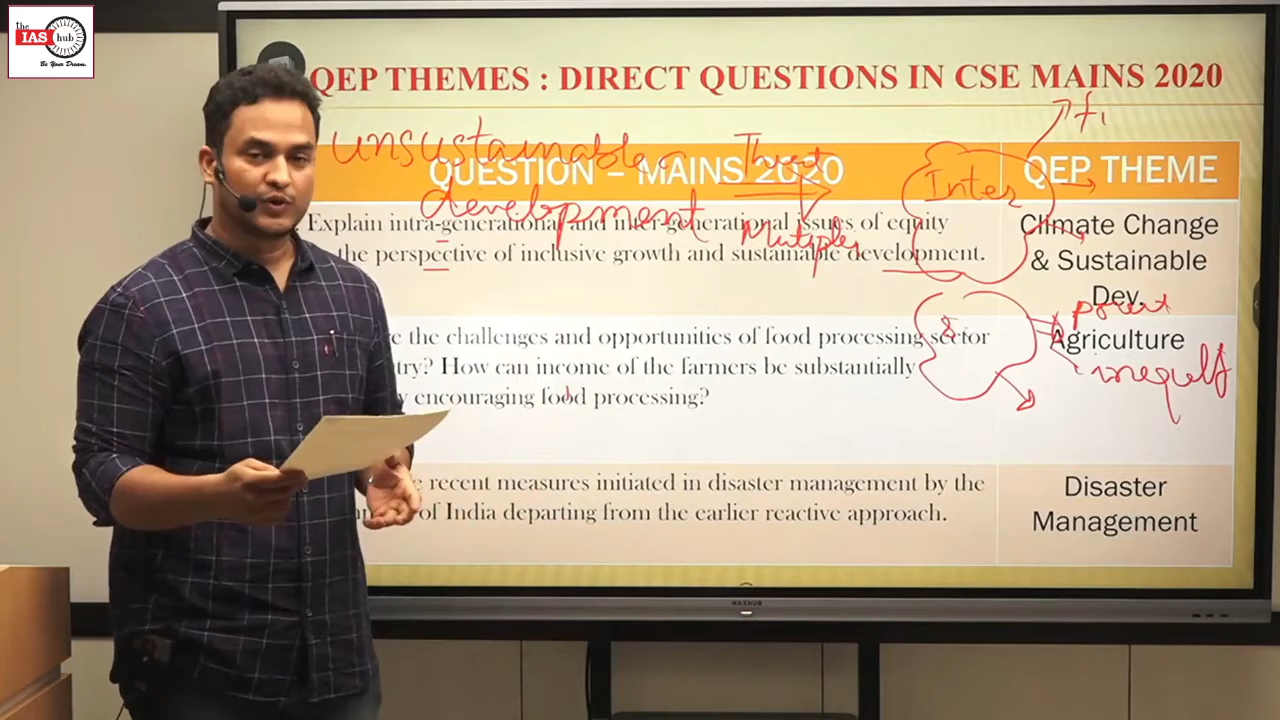 the
IAS hub
Be Your Dream.
QEP THEMES : DIRECT QUESTIONS IN CSE MAINS 2020
unsustainable
development
Threat
Multiplier
Inter
QUESTION – MAINS 2020
QEP THEME
Explain intra-generational and inter-generational issues of equity
the perspective of inclusive growth and sustainable development.
Climate Change
& Sustainable
Dev.
the challenges and opportunities of food processing sector
How can income of the farmers be substantially
encouraging food processing?
Agriculture
recent measures initiated in disaster management by the
of India departing from the earlier reactive approach.
Disaster
Management
MAXHUB